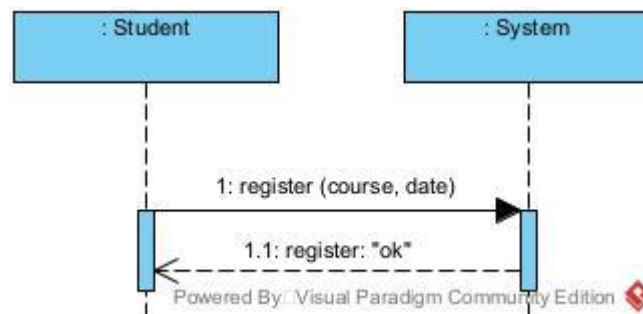 : Student
: System
1: register (course, date)
1.1: register: "ok"
Powered By Visual Paradigm Community Edition